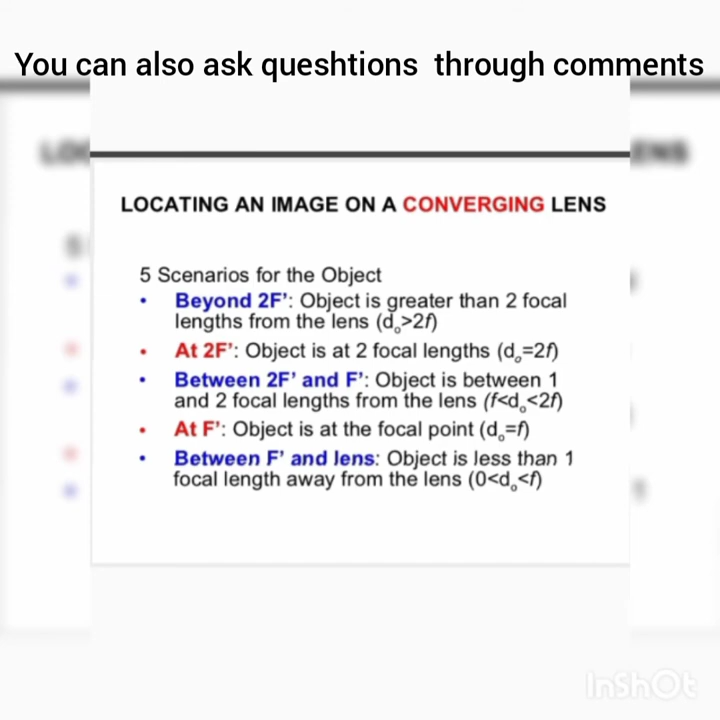 You can also ask queshtions through comments
LOCATING AN IMAGE ON A CONVERGING LENS
5 Scenarios for the Object
• Beyond 2F’: Object is greater than 2 focal
lengths from the lens (dₒ>2f)
• At 2F’: Object is at 2 focal lengths (dₒ=2f)
• Between 2F’ and F’: Object is between 1
and 2 focal lengths from the lens (f<dₒ<2f)
• At F’: Object is at the focal point (dₒ=f)
• Between F’ and lens: Object is less than 1
focal length away from the lens (0<dₒ<f)
InShOt